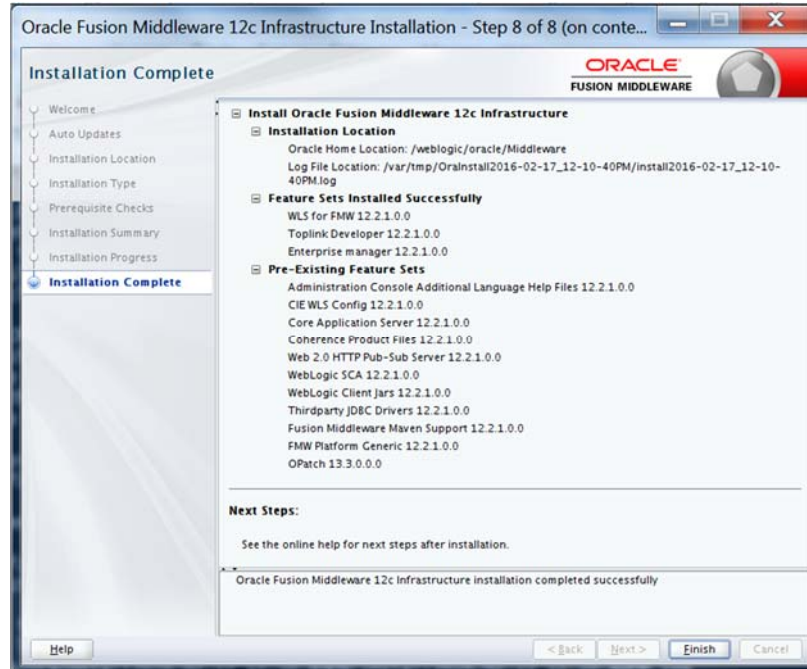 Oracle Fusion Middleware 12c Infrastructure Installation - Step 8 of 8 (on conte...
Installation Complete
ORACLE
FUSION MIDDLEWARE
Welcome
Auto Updates
Installation Location
Installation Type
Prerequisite Checks
Installation Summary
Installation Progress
Installation Complete
Install Oracle Fusion Middleware 12c Infrastructure
Installation Location
Oracle Home Location: /weblogic/oracle/Middleware
Log File Location: /var/tmp/OraInstall2016-02-17_12-10-40PM/install2016-02-17_12-10-
40PM.log
Feature Sets Installed Successfully
WLS for FMW 12.2.1.0.0
Toplink Developer 12.2.1.0.0
Enterprise manager 12.2.1.0.0
Pre-Existing Feature Sets
Administration Console Additional Language Help Files 12.2.1.0.0
CIE WLS Config 12.2.1.0.0
Core Application Server 12.2.1.0.0
Coherence Product Files 12.2.1.0.0
Web 2.0 HTTP Pub-Sub Server 12.2.1.0.0
WebLogic SCA 12.2.1.0.0
WebLogic Client Jars 12.2.1.0.0
Thirdparty JDBC Drivers 12.2.1.0.0
Fusion Middleware Maven Support 12.2.1.0.0
FMW Platform Generic 12.2.1.0.0
OPatch 13.3.0.0.0
Next Steps:
See the online help for next steps after installation.
Oracle Fusion Middleware 12c Infrastructure installation completed successfully
Help
< Back
Next >
Finish
Cancel